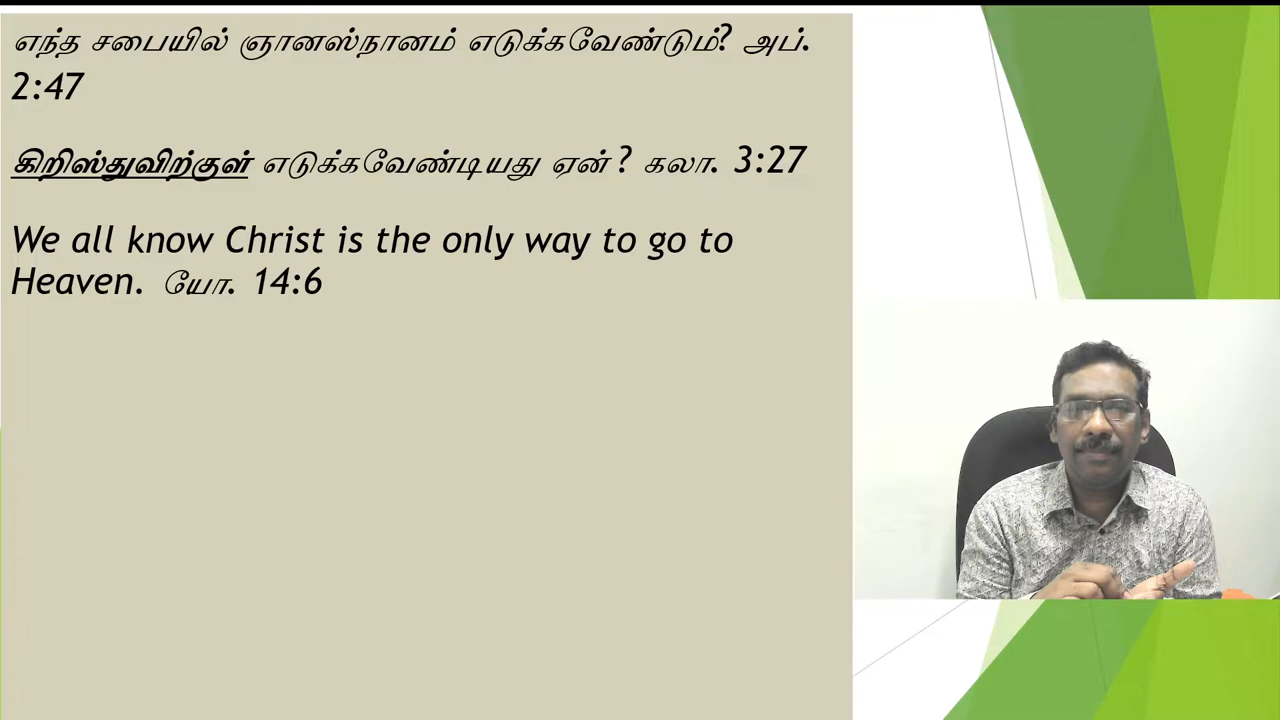 எந்த சபையில் ஞானஸ்நானம் எடுக்கவேண்டும்? அப்.
2:47
கிறிஸ்துவிற்குள் எடுக்கவேண்டியது ஏன் ? கலா. 3:27
We all know Christ is the only way to go to
Heaven. யோ. 14:6